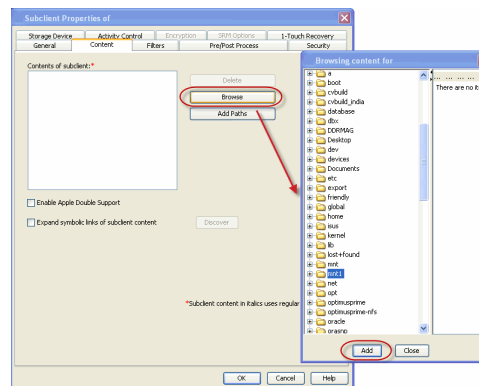 Subclient Properties of
Storage Device Activity Control Encryption SRM Options 1-Touch Recovery
General Content Filters Pre/Post Process Security
Contents of subclient:*
Delete
Browse
Add Paths
Enable Apple Double Support
Expand symbolic links of subclient content
Discover
*Subclient content in italics uses regular
OK Cancel Help
Browsing content for
a
boot
cvbuild
cvbuild_india
database
dbx
DDRMAG
Desktop
dev
devices
Documents
etc
export
friendly
global
home
isus
kernel
lib
lost+found
mnt
mnt1
net
opt
optimusprime
optimusprime-nfs
oracle
orasnp
... ... ... ...
There are no it
Add Close